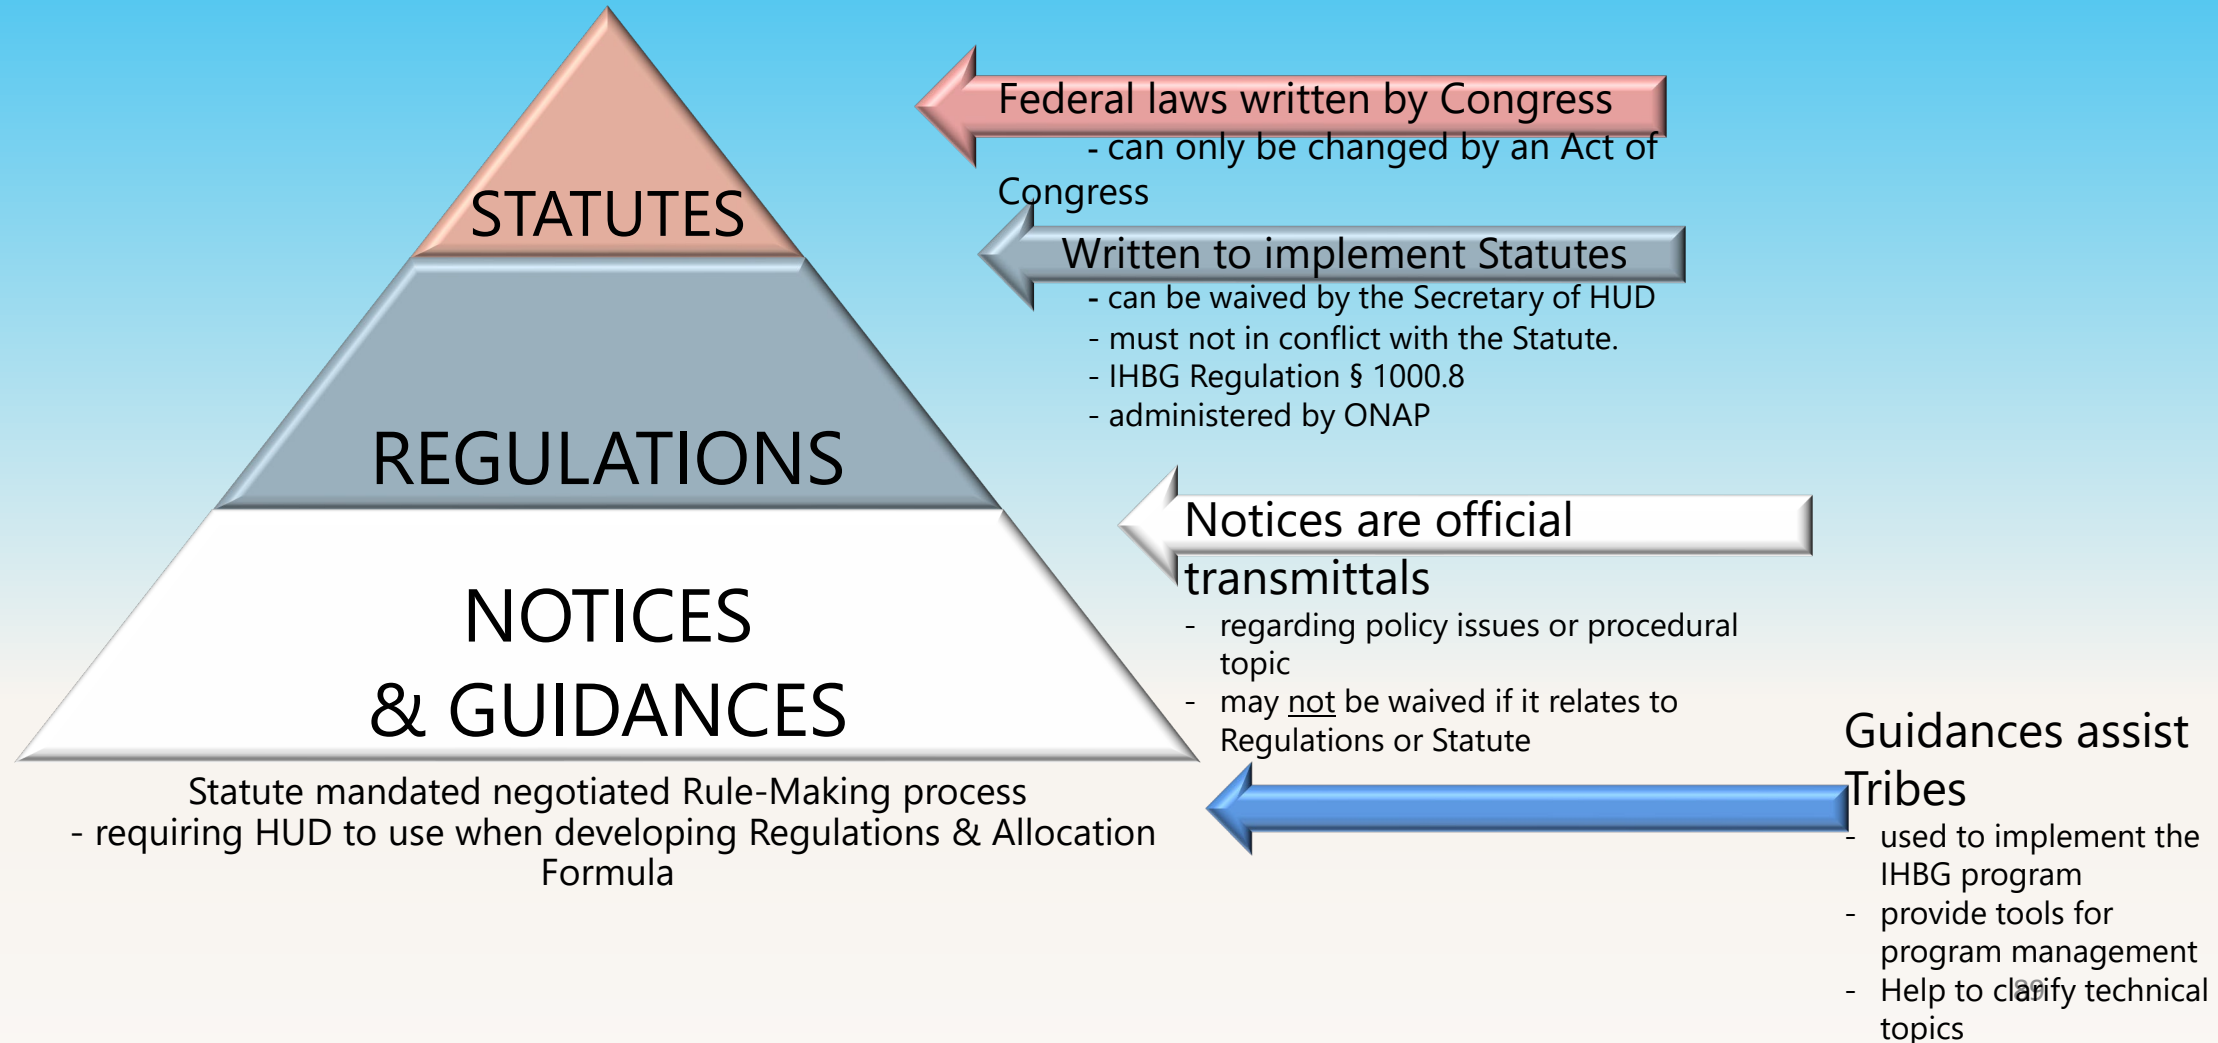 STATUTES
REGULATIONS
NOTICES
& GUIDANCES
Statute mandated negotiated Rule-Making process
- requiring HUD to use when developing Regulations & Allocation
Formula
Federal laws written by Congress
- can only be changed by an Act of
Congress
Written to implement Statutes
- can be waived by the Secretary of HUD
- must not in conflict with the Statute.
- IHBG Regulation § 1000.8
- administered by ONAP
Notices are official
transmittals
- regarding policy issues or procedural
topic
- may not be waived if it relates to
Regulations or Statute
Guidances assist
Tribes
- used to implement the
IHBG program
- provide tools for
program management
- Help to clarify technical
topics
89